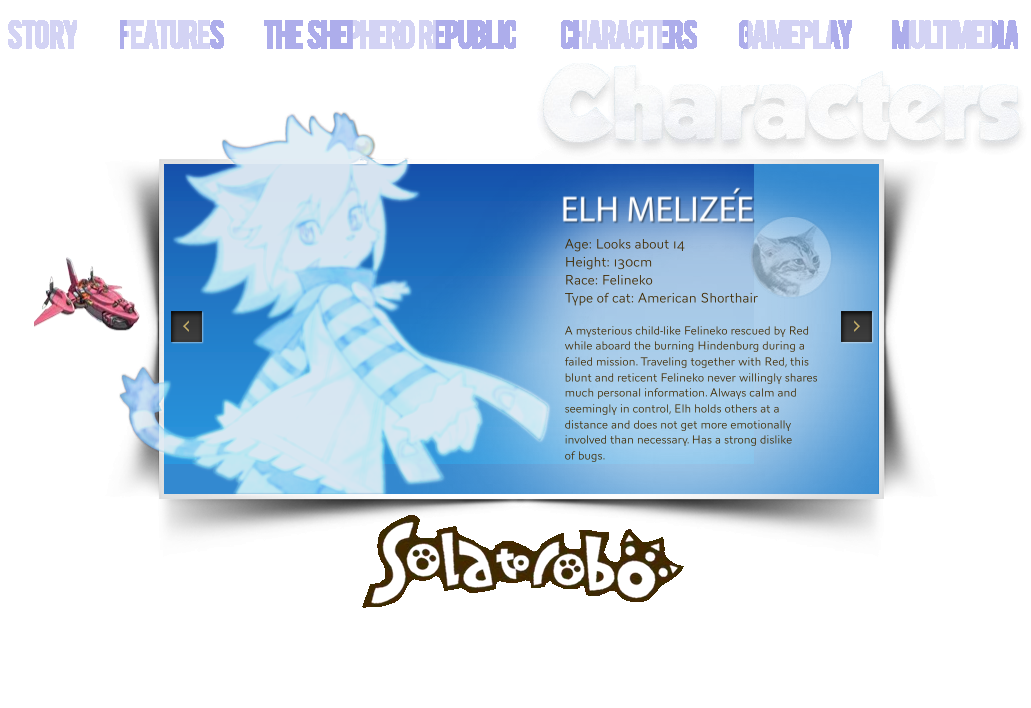 STORY FEATURES THE SHEPHERD REPUBLIC CHARACTERS GAMEPLAY MULTIMEDIA
Characters
ELH MELIZÉE
Age: Looks about 14
Height: 130cm
Race: Felineko
Type of cat: American Shorthair
A mysterious child-like Felineko rescued by Red
while aboard the burning Hindenburg during a
failed mission. Traveling together with Red, this
blunt and reticent Felineko never willingly shares
much personal information. Always calm and
seemingly in control, Elh holds others at a
distance and does not get more emotionally
involved than necessary. Has a strong dislike
of bugs.
Solatorobo